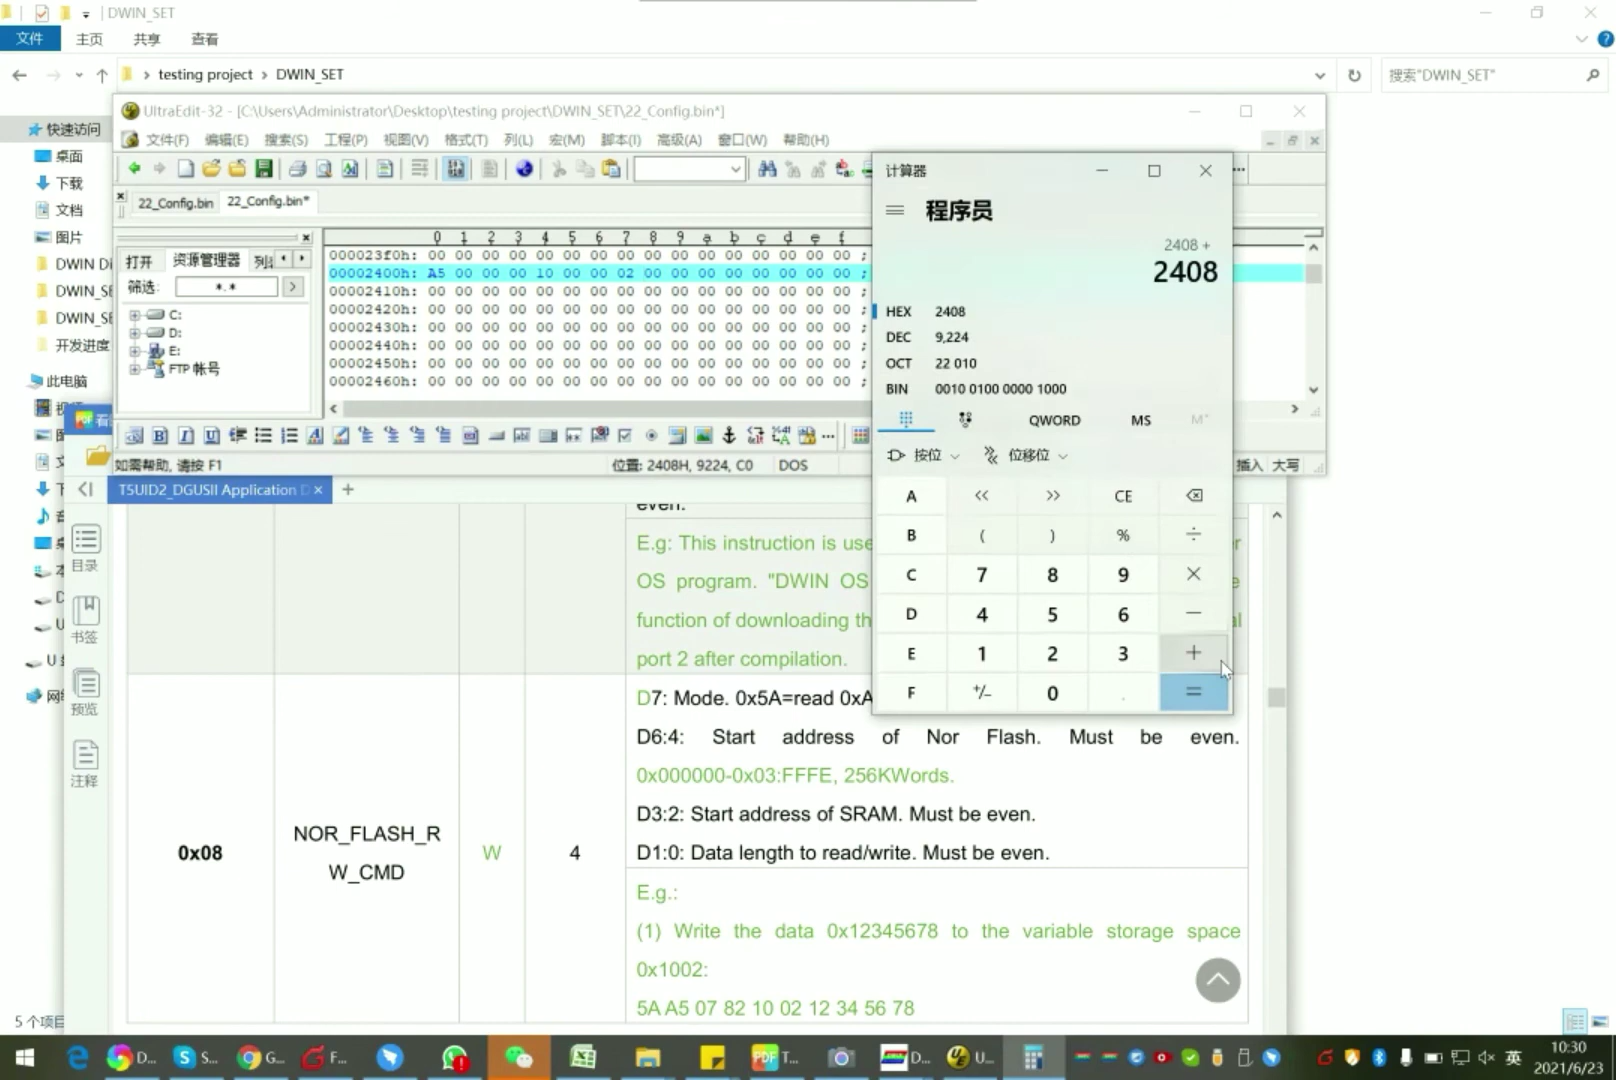 DWIN_SET
文件 主页 共享 查看
testing project DWIN_SET
搜索"DWIN_SET"
UltraEdit-32 - [C:\Users\Administrator\Desktop\testing project\DWIN_SET\22_Config.bin*]
文件(F) 编辑(E) 搜索(S) 工程(P) 视图(V) 格式(T) 列(L) 宏(M) 脚本(I) 高级(A) 窗口(W) 帮助(H)
22_Config.bin 22_Config.bin*
快速访问
桌面
下载
文档
图片
DWIN Di
DWIN_SE
DWIN_SE
开发进度
此电脑
打开 资源管理器
筛选: *.*
C:
D:
E:
FTP 帐号
0 1 2 3 4 5 6 7 8 9 a b c d e f
000023f0h: 00 00 00 00 00 00 00 00 00 00 00 00 00 00 00 00 ;
00002400h: A5 00 00 00 10 00 00 02 00 00 00 00 00 00 00 00 ;
00002410h: 00 00 00 00 00 00 00 00 00 00 00 00 00 00 00 00 ;
00002420h: 00 00 00 00 00 00 00 00 00 00 00 00 00 00 00 00 ;
00002430h: 00 00 00 00 00 00 00 00 00 00 00 00 00 00 00 00 ;
00002440h: 00 00 00 00 00 00 00 00 00 00 00 00 00 00 00 00 ;
00002450h: 00 00 00 00 00 00 00 00 00 00 00 00 00 00 00 00 ;
00002460h: 00 00 00 00 00 00 00 00 00 00 00 00 00 00 00 00 ;
如需帮助, 请按 F1
位置: 2408H, 9224, C0 DOS
插入 大写
计算器
程序员
2408 +
2408
HEX 2408
DEC 9,224
OCT 22 010
BIN 0010 0100 0000 1000
QWORD MS
按位 位移位
A << >> CE
B ( ) % ÷
C 7 8 9 ×
D 4 5 6 −
E 1 2 3 +
F +/− 0 . =
T5UID2_DGUSII Application D
目录
书签
预览
注释
even.
E.g: This instruction is use
OS program. "DWIN OS
function of downloading th
port 2 after compilation.
0x08
NOR_FLASH_R
W_CMD
W
4
D7: Mode. 0x5A=read 0xA
D6:4: Start address of Nor Flash. Must be even.
0x000000-0x03:FFFE, 256KWords.
D3:2: Start address of SRAM. Must be even.
D1:0: Data length to read/write. Must be even.
E.g.:
(1) Write the data 0x12345678 to the variable storage space
0x1002:
5A A5 07 82 10 02 12 34 56 78
5 个项目
D... S... G... F... T... D... U...
英
10:30
2021/6/23